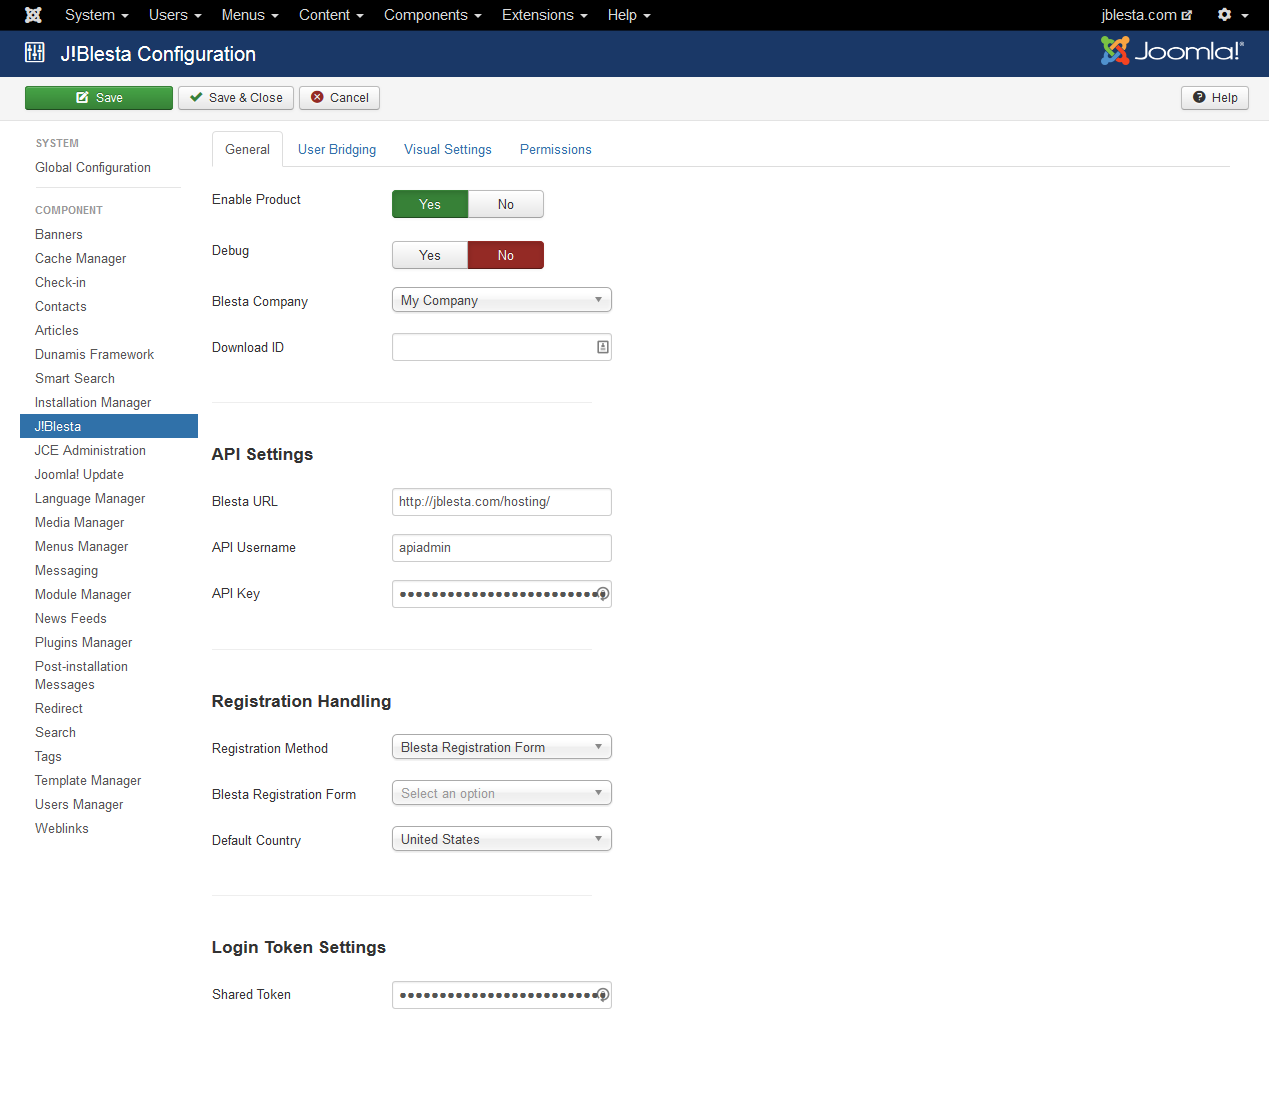 System Users Menus Content Components Extensions Help jblesta.com
J!Blesta Configuration Joomla!®
Save Save & Close Cancel Help
SYSTEM
Global Configuration
COMPONENT
Banners
Cache Manager
Check-in
Contacts
Articles
Dunamis Framework
Smart Search
Installation Manager
J!Blesta
JCE Administration
Joomla! Update
Language Manager
Media Manager
Menus Manager
Messaging
Module Manager
News Feeds
Plugins Manager
Post-installation
Messages
Redirect
Search
Tags
Template Manager
Users Manager
Weblinks
General User Bridging Visual Settings Permissions
Enable Product Yes No
Debug Yes No
Blesta Company My Company
Download ID
API Settings
Blesta URL http://jblesta.com/hosting/
API Username apiadmin
API Key
Registration Handling
Registration Method Blesta Registration Form
Blesta Registration Form Select an option
Default Country United States
Login Token Settings
Shared Token